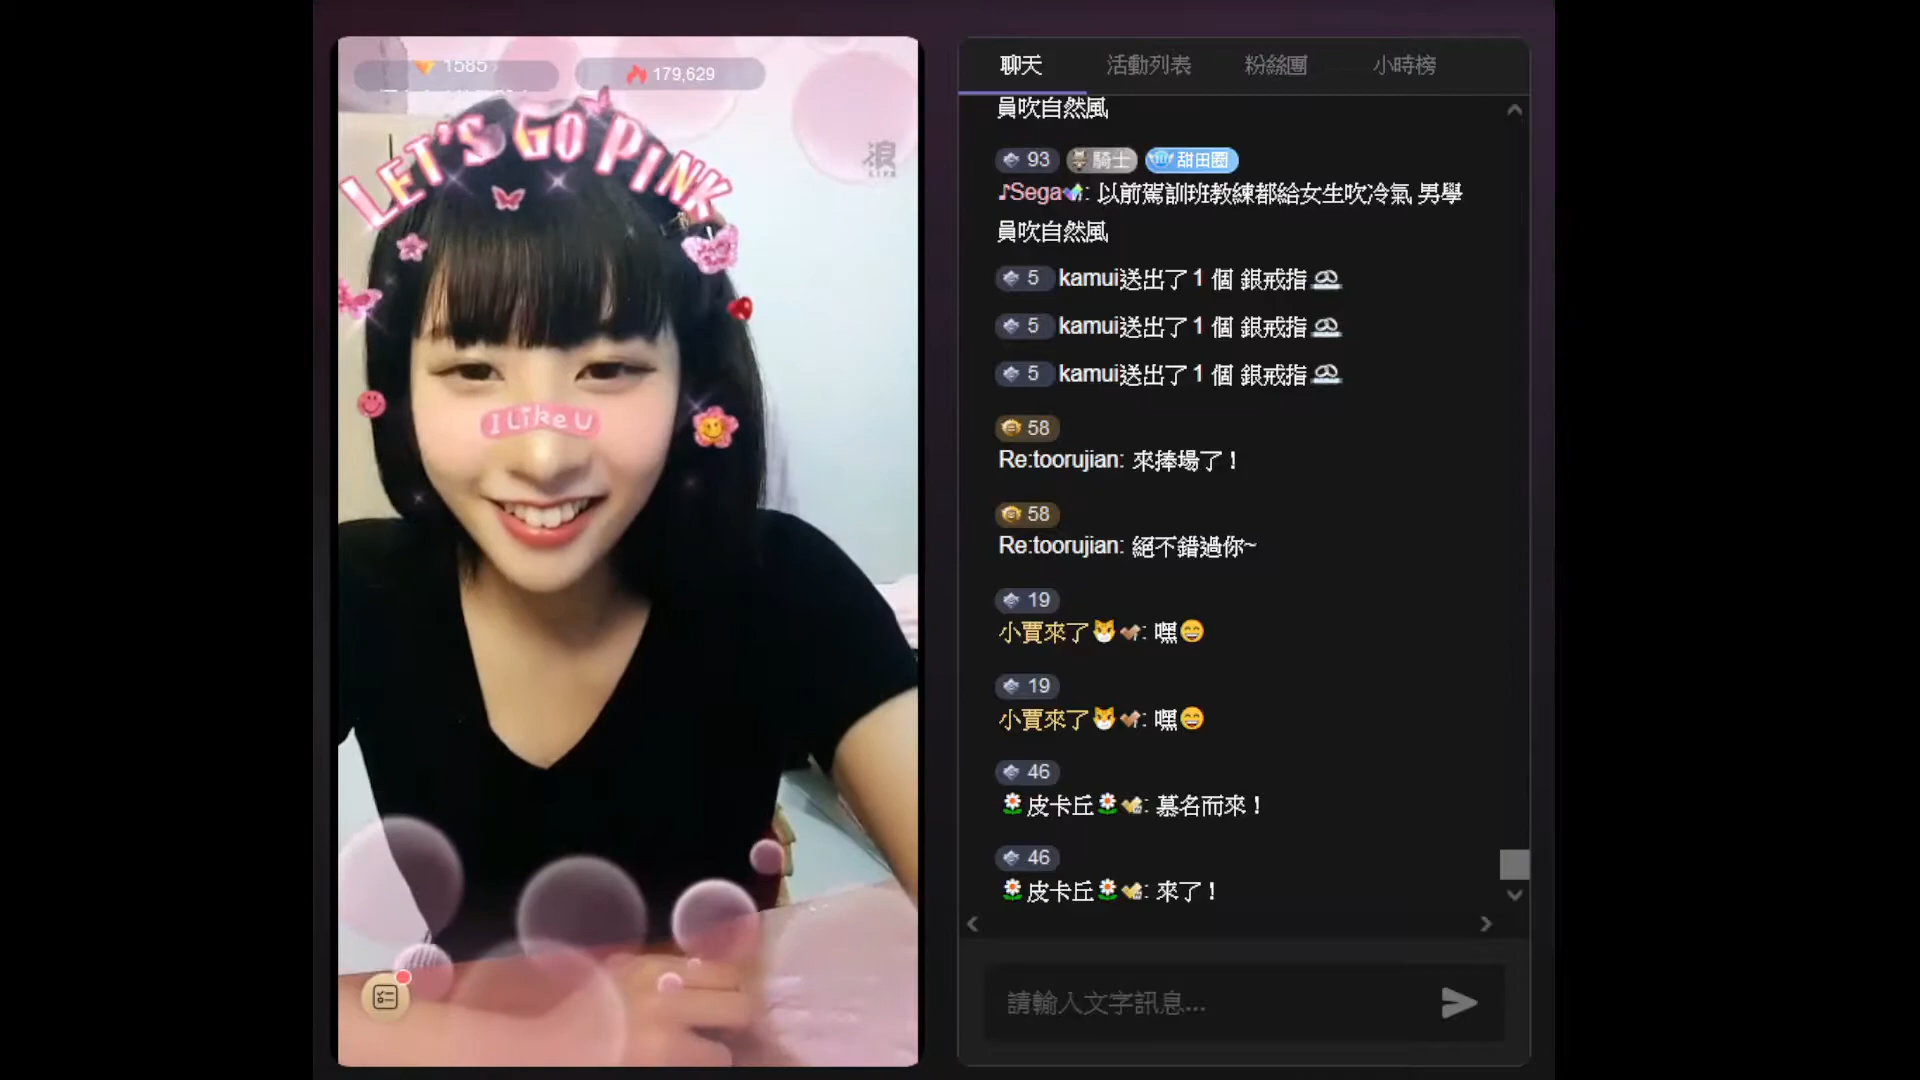 1585
179,629
LET'S GO PINK
浪
LIVE
I Like U
聊天
活動列表
粉絲團
小時榜
員吹自然風
93 騎士 甜田圈
♪Sega: 以前駕訓班教練都給女生吹冷氣 男學
員吹自然風
5 kamui送出了 1 個 銀戒指
5 kamui送出了 1 個 銀戒指
5 kamui送出了 1 個 銀戒指
58
Re:toorujian: 來捧場了！
58
Re:toorujian: 絕不錯過你~
19
小賈來了🐯: 嘿😁
19
小賈來了🐯: 嘿😁
46
🌼皮卡丘🌼: 慕名而來！
46
🌼皮卡丘🌼: 來了！
請輸入文字訊息...